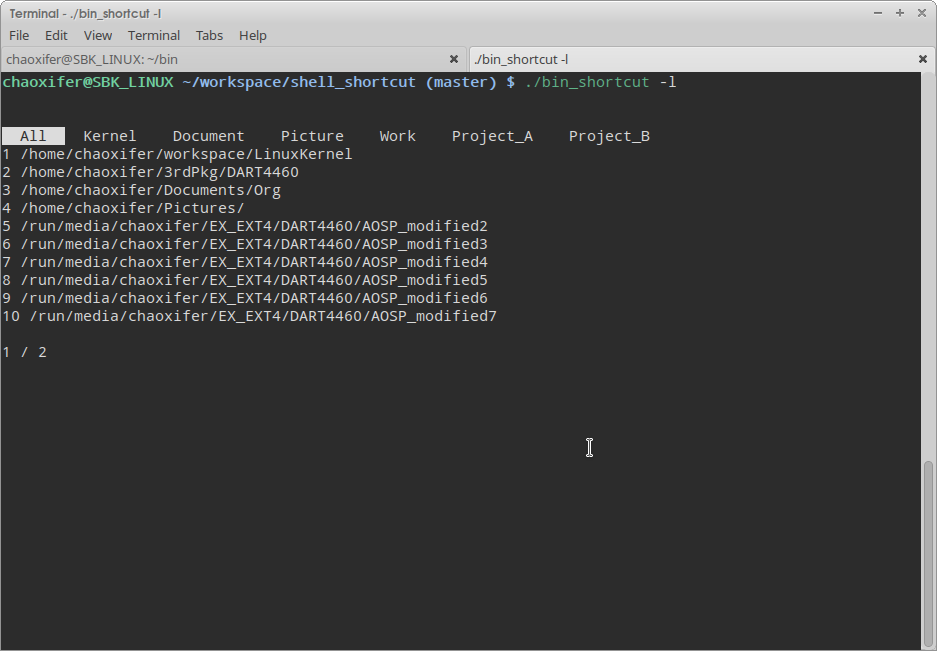 Terminal - ./bin_shortcut -l
File Edit View Terminal Tabs Help
chaoxifer@SBK_LINUX: ~/bin ./bin_shortcut -l
chaoxifer@SBK_LINUX ~/workspace/shell_shortcut (master) $ ./bin_shortcut -l
All Kernel Document Picture Work Project_A Project_B
1 /home/chaoxifer/workspace/LinuxKernel
2 /home/chaoxifer/3rdPkg/DART4460
3 /home/chaoxifer/Documents/Org
4 /home/chaoxifer/Pictures/
5 /run/media/chaoxifer/EX_EXT4/DART4460/AOSP_modified2
6 /run/media/chaoxifer/EX_EXT4/DART4460/AOSP_modified3
7 /run/media/chaoxifer/EX_EXT4/DART4460/AOSP_modified4
8 /run/media/chaoxifer/EX_EXT4/DART4460/AOSP_modified5
9 /run/media/chaoxifer/EX_EXT4/DART4460/AOSP_modified6
10 /run/media/chaoxifer/EX_EXT4/DART4460/AOSP_modified7
1 / 2